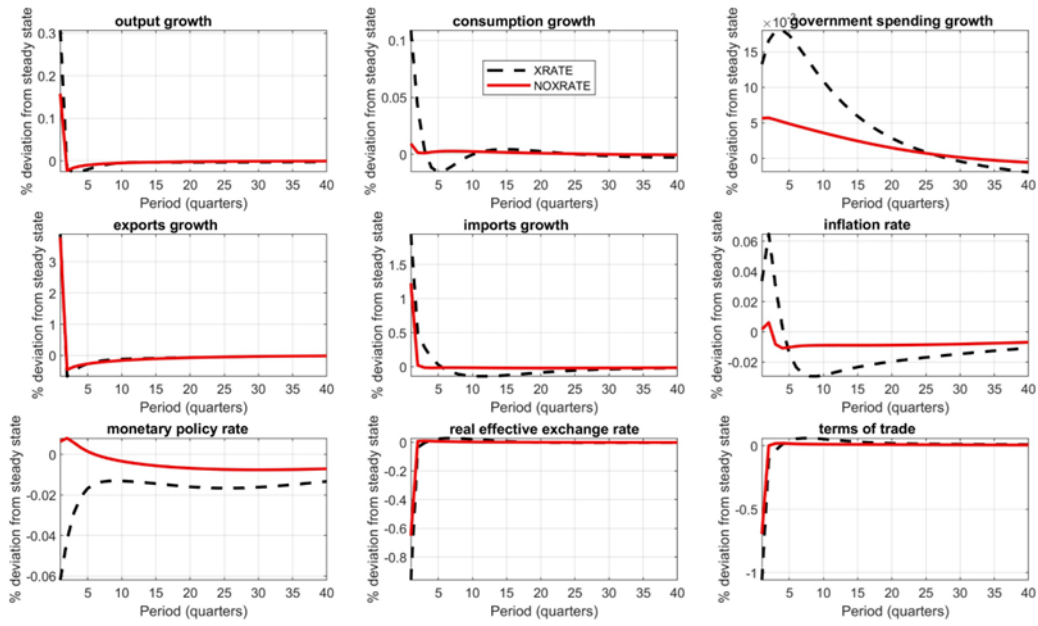 output growth
% deviation from steady state
0.3
0.2
0.1
0
5 10 15 20 25 30 35 40
Period (quarters)
consumption growth
% deviation from steady state
0.1
0.05
0
XRATE
NOXRATE
5 10 15 20 25 30 35 40
Period (quarters)
government spending growth
% deviation from steady state
15
10
5
0
5 10 15 20 25 30 35 40
Period (quarters)
exports growth
% deviation from steady state
3
2
1
0
5 10 15 20 25 30 35 40
Period (quarters)
imports growth
% deviation from steady state
1.5
1
0.5
0
5 10 15 20 25 30 35 40
Period (quarters)
inflation rate
% deviation from steady state
0.06
0.04
0.02
0
-0.02
5 10 15 20 25 30 35 40
Period (quarters)
monetary policy rate
% deviation from steady state
0
-0.02
-0.04
-0.06
5 10 15 20 25 30 35 40
Period (quarters)
real effective exchange rate
% deviation from steady state
0
-0.2
-0.4
-0.6
-0.8
5 10 15 20 25 30 35 40
Period (quarters)
terms of trade
% deviation from steady state
0
-0.5
-1
5 10 15 20 25 30 35 40
Period (quarters)